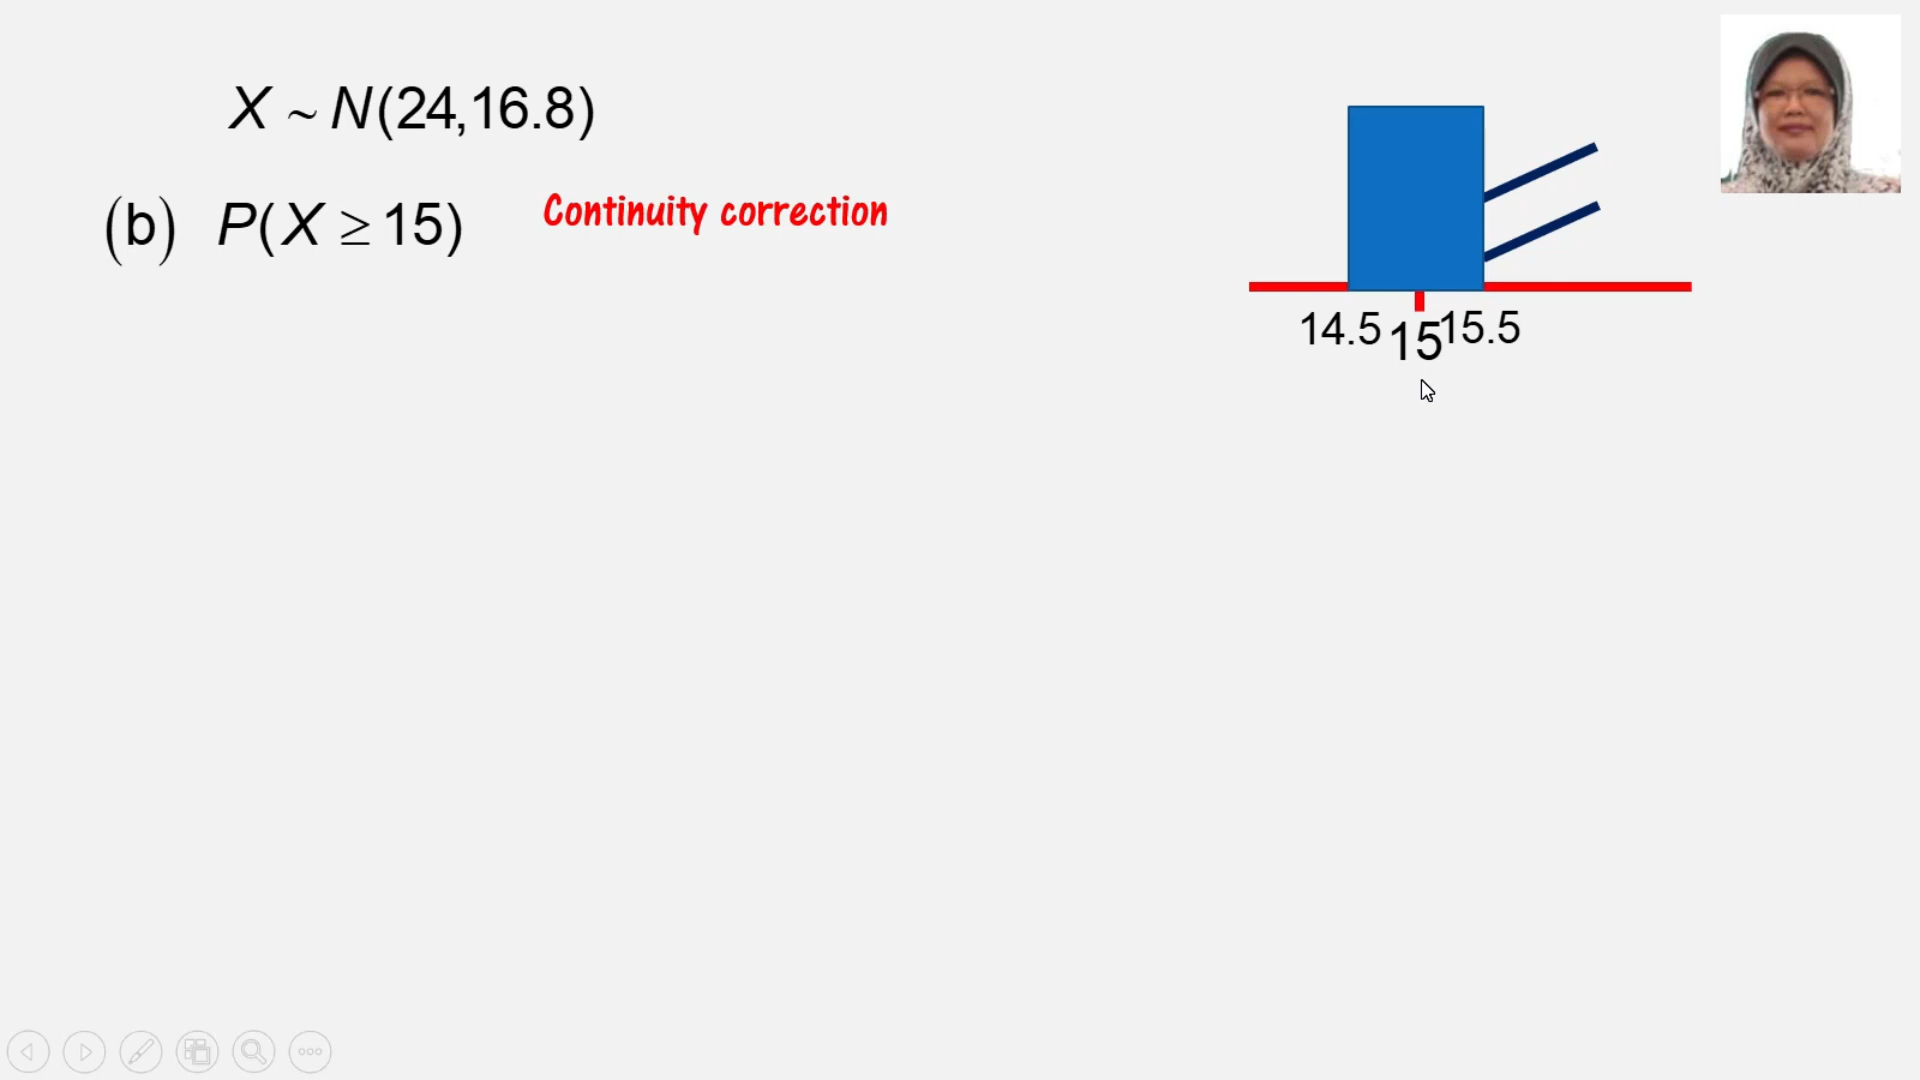 X ~ N(24,16.8)
(b) P(X ≥ 15) Continuity correction
14.5 15 15.5